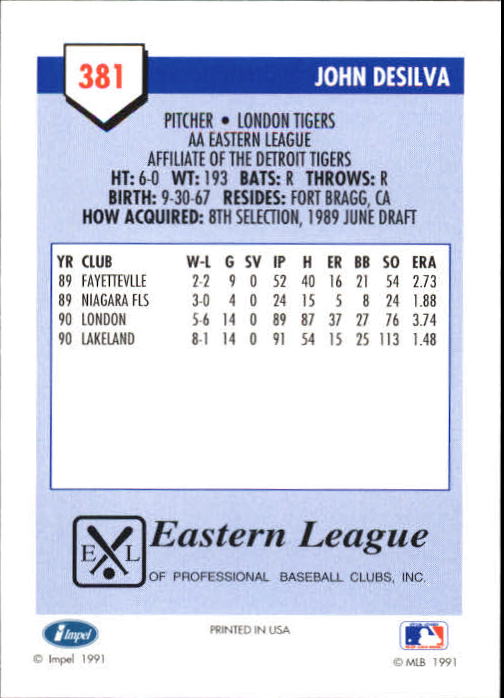 381
JOHN DESILVA
PITCHER • LONDON TIGERS
AA EASTERN LEAGUE
AFFILIATE OF THE DETROIT TIGERS
HT: 6-0 WT: 193 BATS: R THROWS: R
BIRTH: 9-30-67 RESIDES: FORT BRAGG, CA
HOW ACQUIRED: 8TH SELECTION, 1989 JUNE DRAFT
YR CLUB W-L G SV IP H ER BB SO ERA
89 FAYETTEVLLE 2-2 9 0 52 40 16 21 54 2.73
89 NIAGARA FLS 3-0 4 0 24 15 5 8 24 1.88
90 LONDON 5-6 14 0 89 87 37 27 76 3.74
90 LAKELAND 8-1 14 0 91 54 15 25 113 1.48
E L
Eastern League
OF PROFESSIONAL BASEBALL CLUBS, INC.
Impel
PRINTED IN USA
© Impel 1991
© MLB 1991